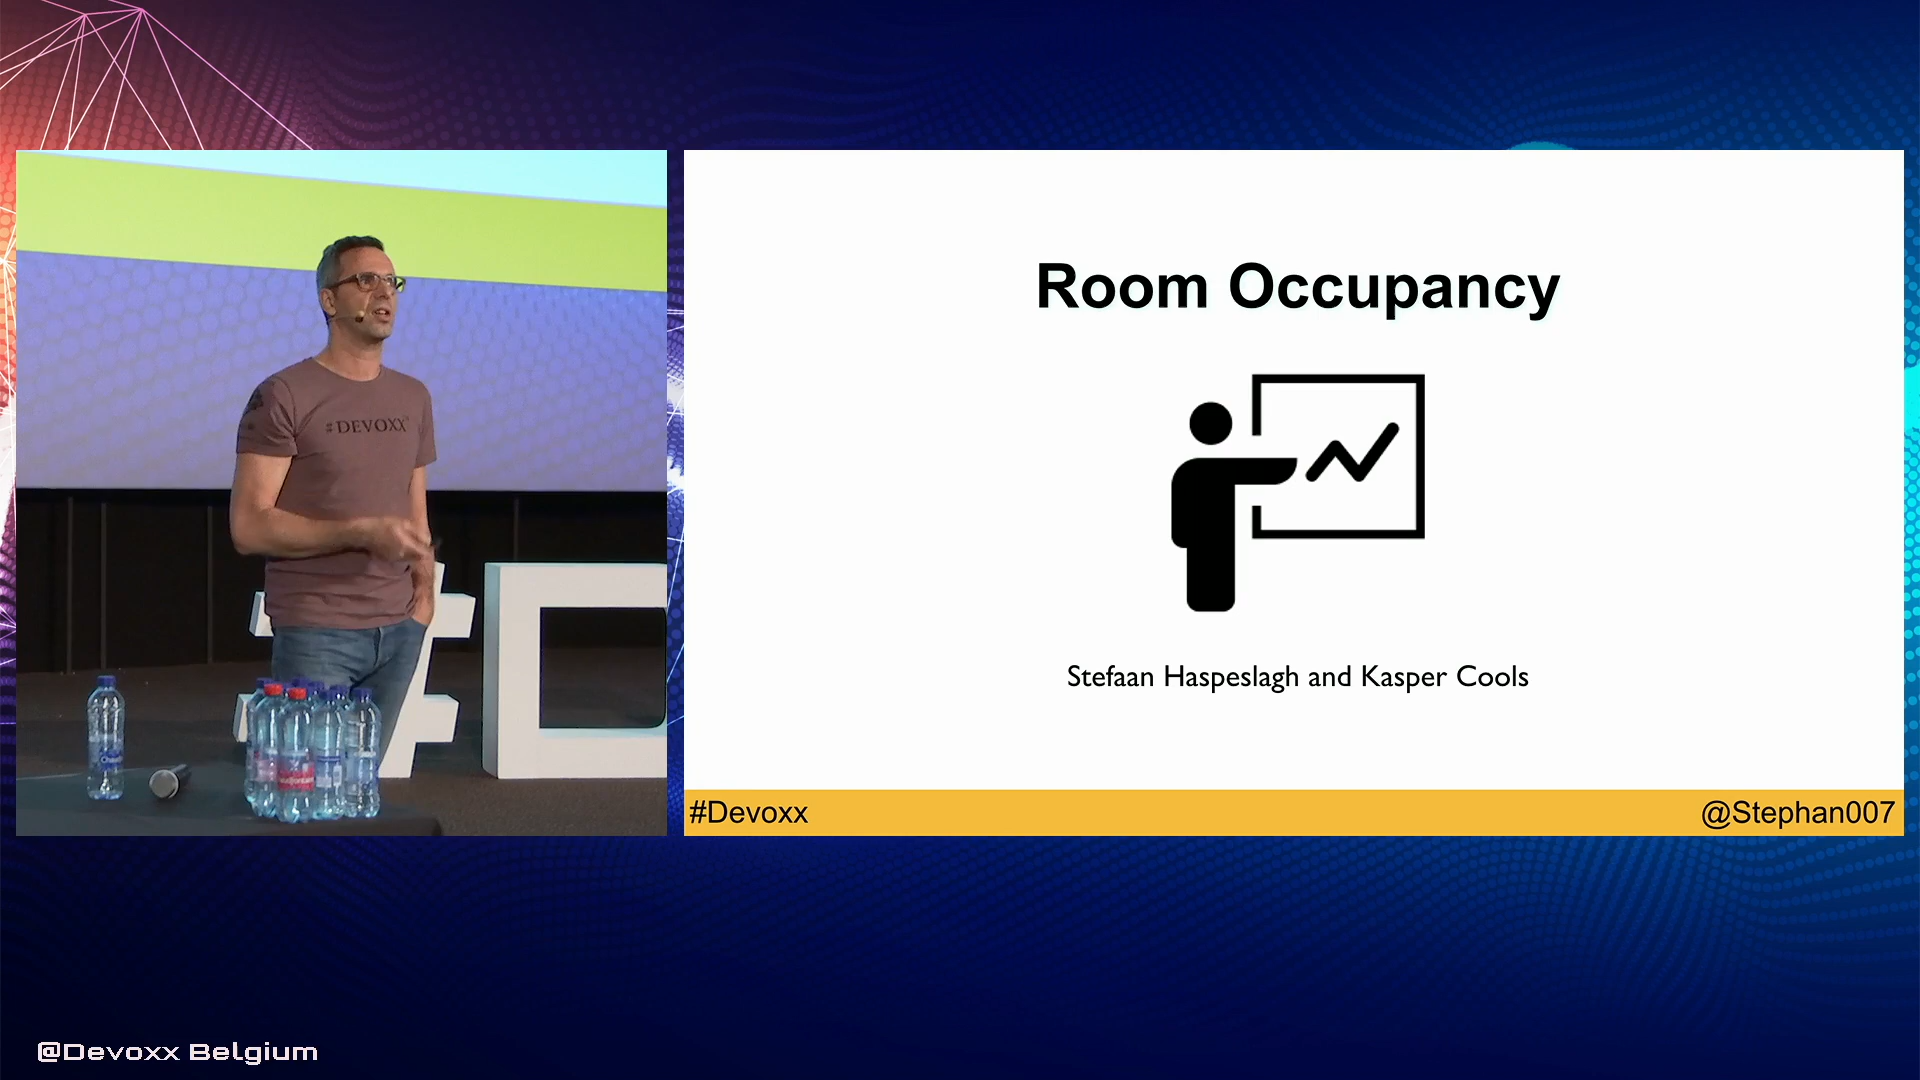 #DEVOXX
#D
Room Occupancy
Stefaan Haspeslagh and Kasper Cools
#Devoxx
@Stephan007
@Devoxx Belgium